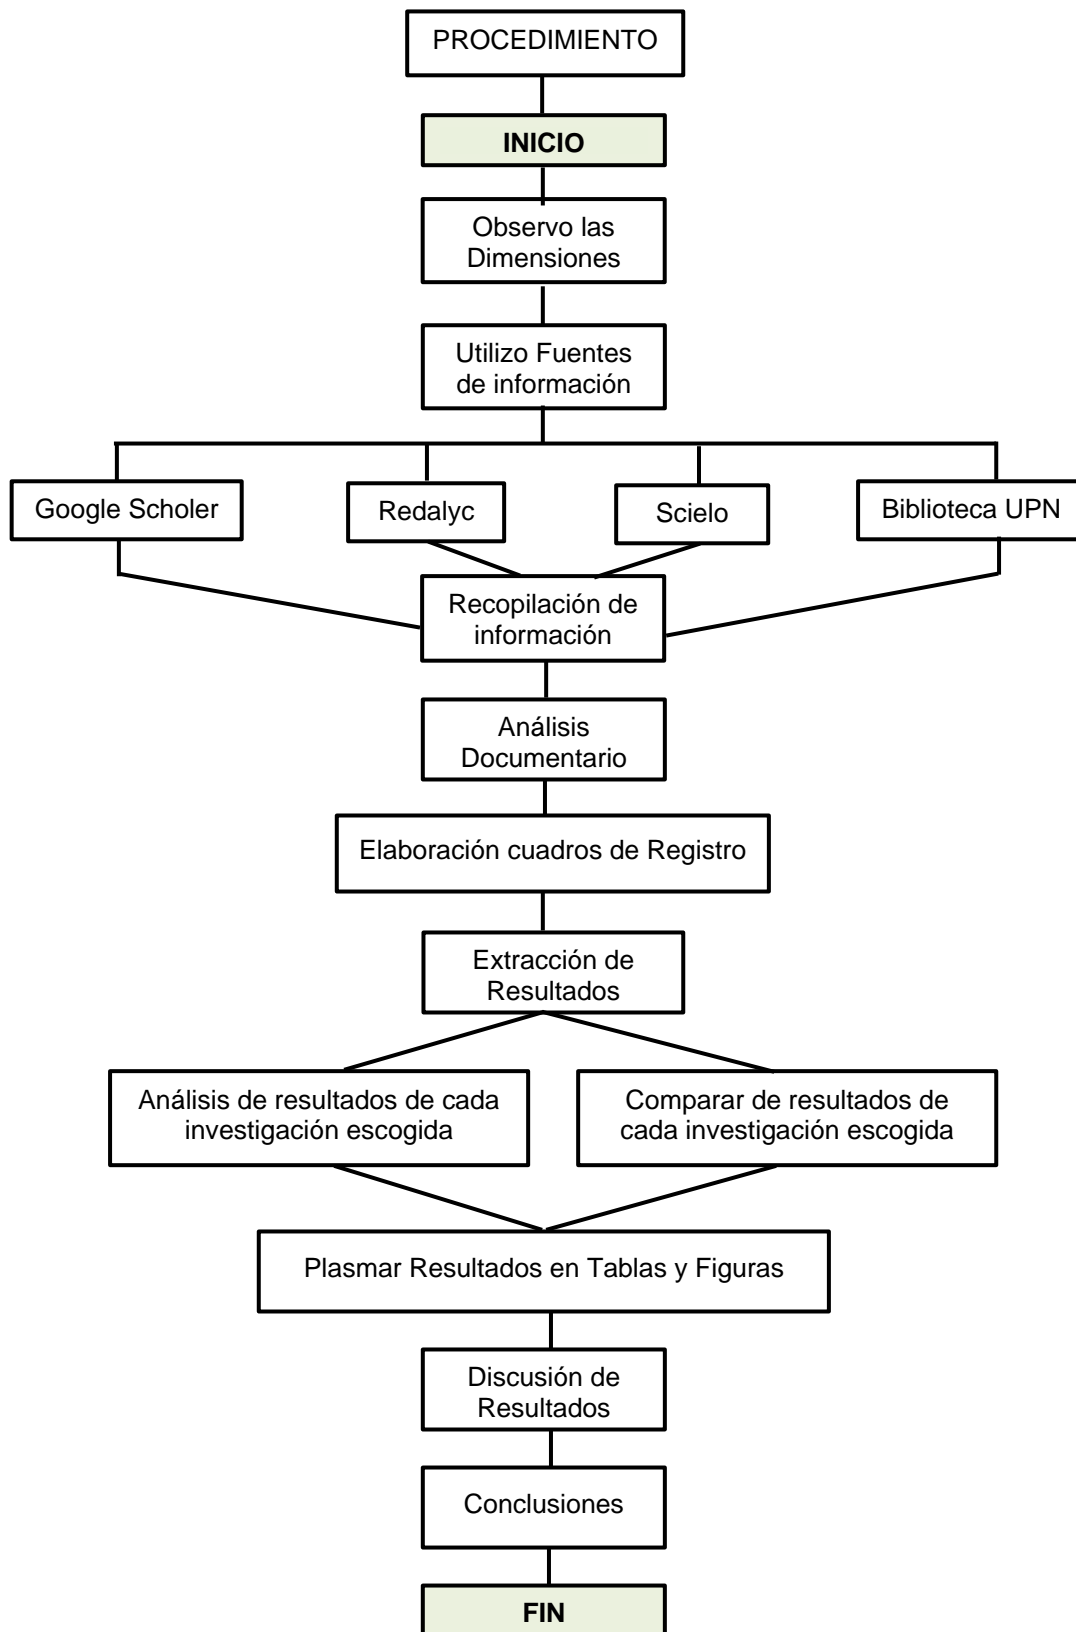 PROCEDIMIENTO
INICIO
Observo las
Dimensiones
Utilizo Fuentes
de información
Google Scholer
Redalyc
Scielo
Biblioteca UPN
Recopilación de
información
Análisis
Documentario
Elaboración cuadros de Registro
Extracción de
Resultados
Análisis de resultados de cada
investigación escogida
Comparar de resultados de
cada investigación escogida
Plasmar Resultados en Tablas y Figuras
Discusión de
Resultados
Conclusiones
FIN